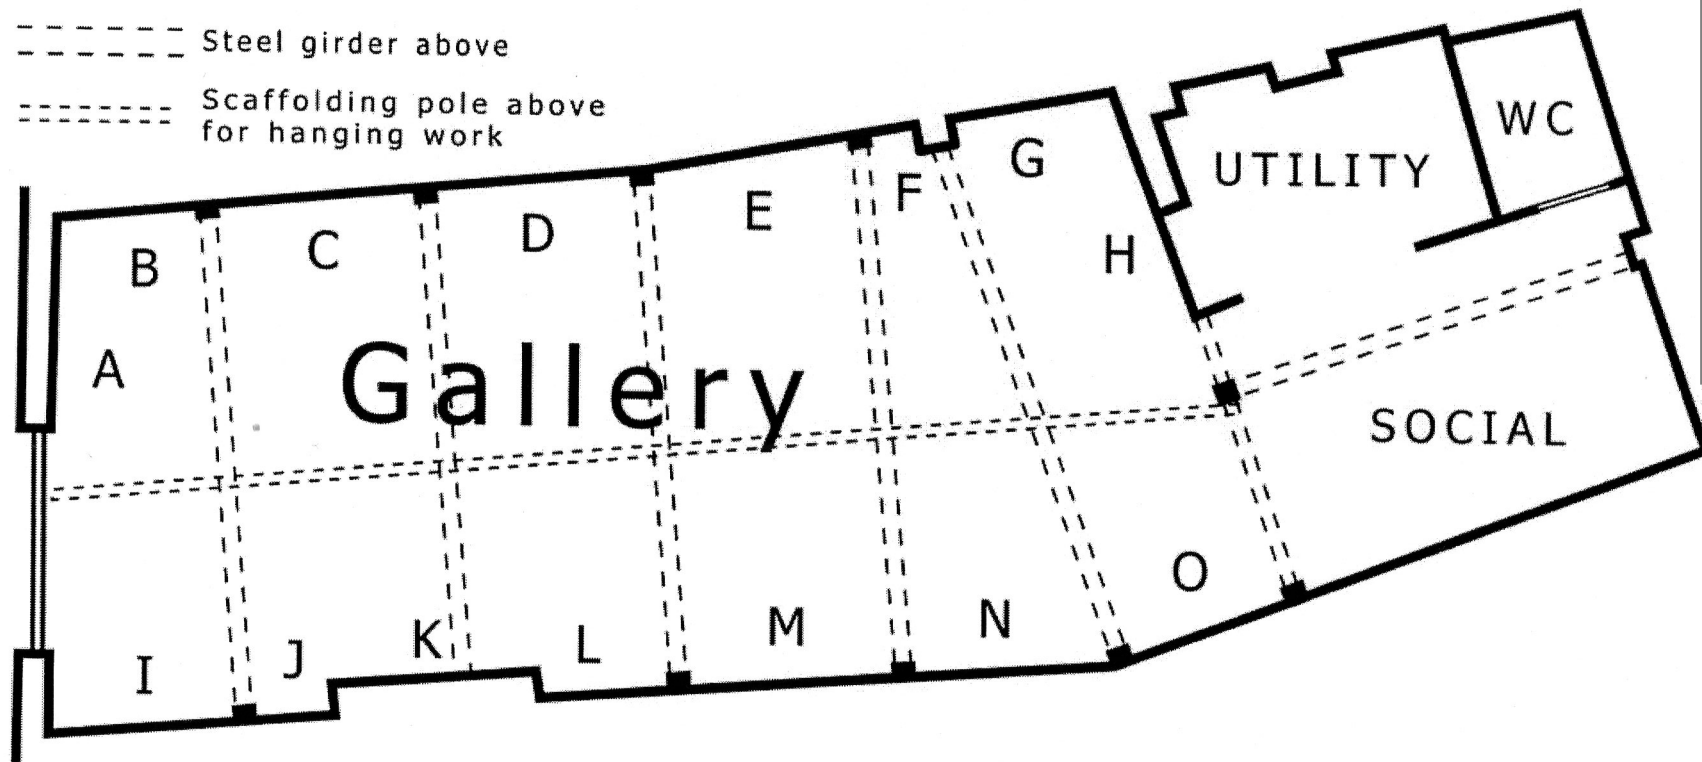 Steel girder above
Scaffolding pole above
for hanging work
WC
UTILITY
G
F
E
D
C
B
H
A
Gallery
SOCIAL
O
N
M
L
K
J
I